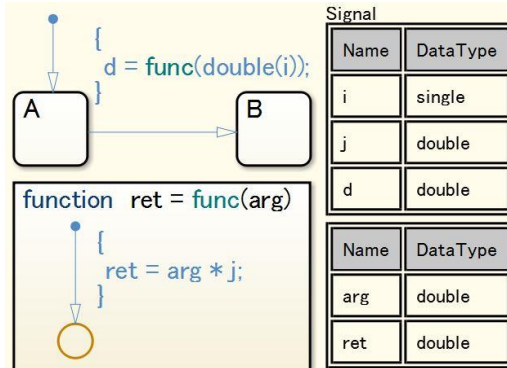 {
d = func(double(i));
}
A
B
function ret = func(arg)
{
ret = arg * j;
}
Signal
Name DataType
i single
j double
d double
Name DataType
arg double
ret double